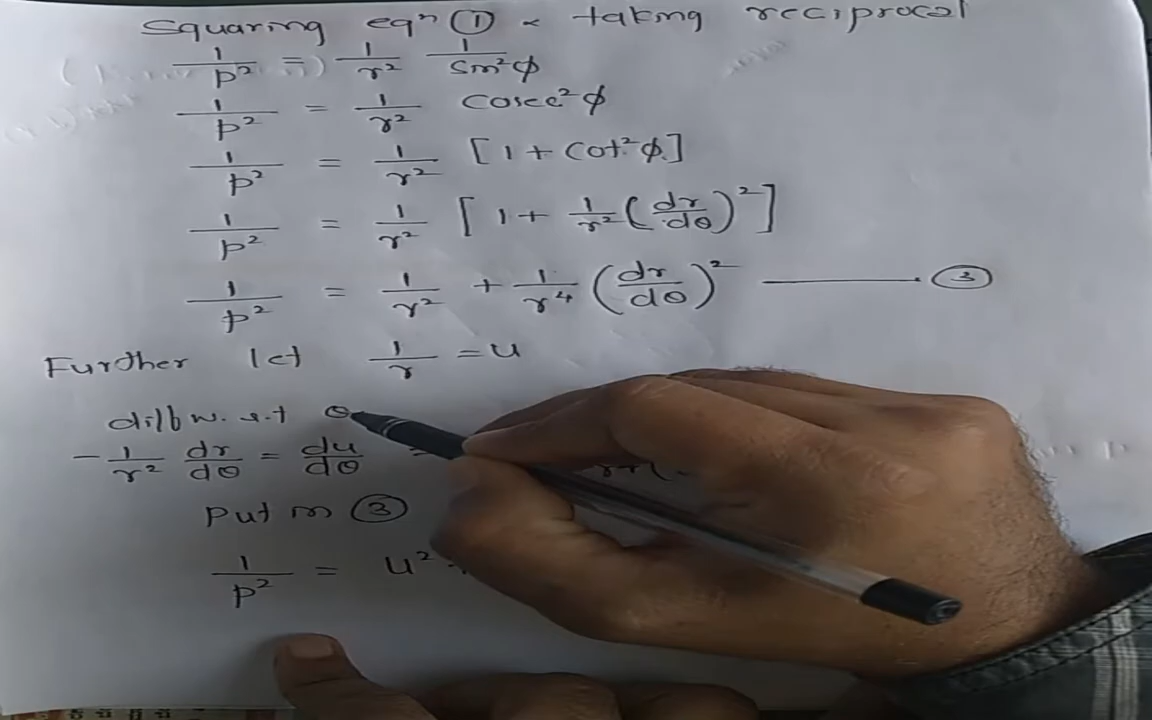 Squaring eqn ① & taking reciprocal
1/p² = 1/r² 1/sin²φ
1/p² = 1/r² cosec²φ
1/p² = 1/r² [1 + cot²φ]
1/p² = 1/r² [1 + 1/r² (dr/dθ)²]
1/p² = 1/r² + 1/r⁴ (dr/dθ)² ——— ③
Further let 1/r = u
diff w.r.t θ
- 1/r² dr/dθ = du/dθ =
Put in ③
1/p² = u²